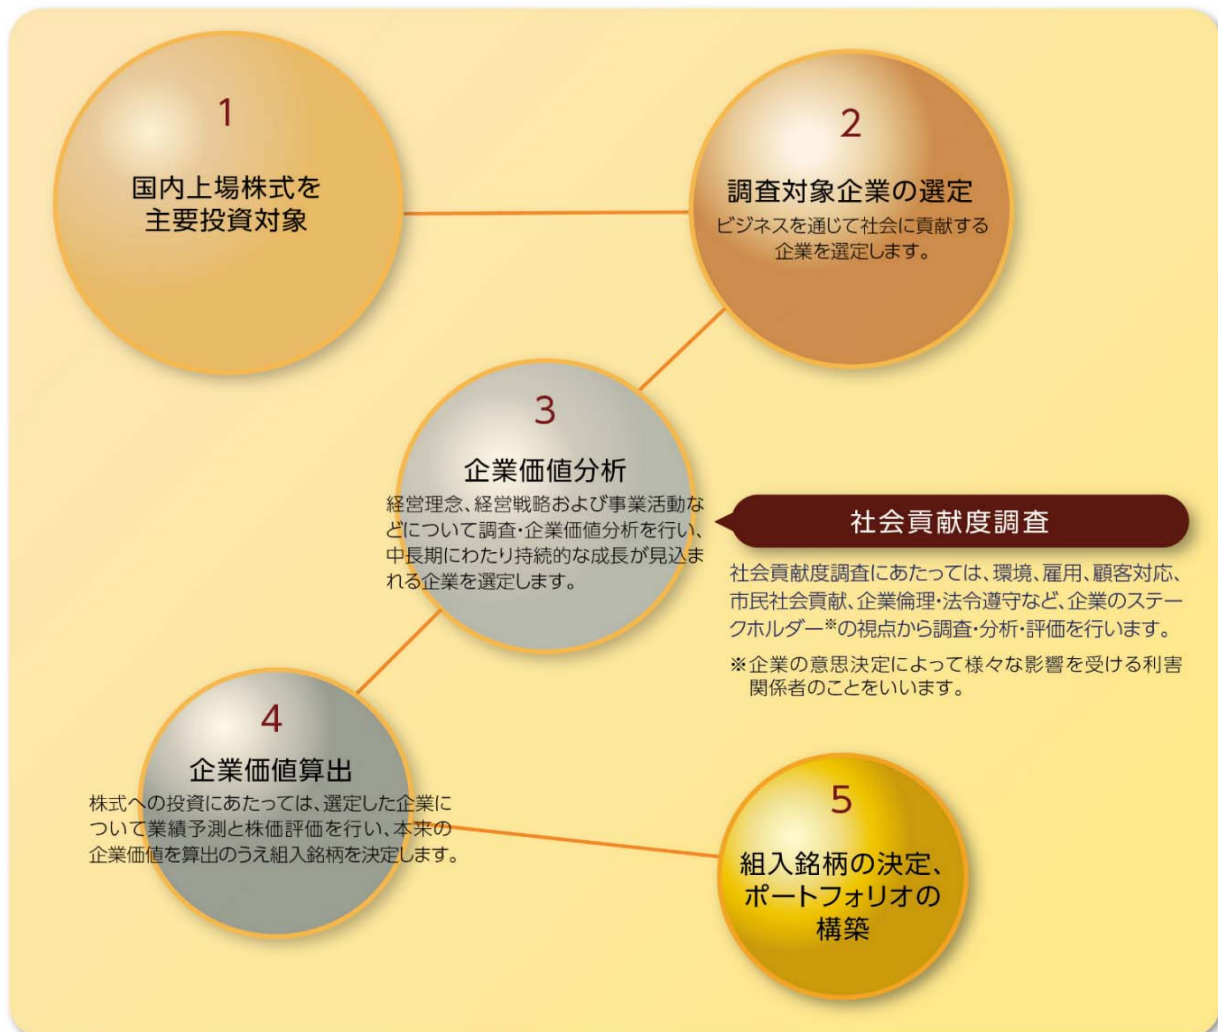 1
国内上場株式を
主要投資対象
2
調査対象企業の選定
ビジネスを通じて社会に貢献する
企業を選定します。
3
企業価値分析
経営理念、経営戦略および事業活動な
どについて調査・企業価値分析を行い、
中長期にわたり持続的な成長が見込ま
れる企業を選定します。
社会貢献度調査
社会貢献度調査にあたっては、環境、雇用、顧客対応、
市民社会貢献、企業倫理・法令遵守など、企業のステー
クホルダー※の視点から調査・分析・評価を行います。
※企業の意思決定によって様々な影響を受ける利害
関係者のことをいいます。
4
企業価値算出
株式への投資にあたっては、選定した企業に
ついて業績予測と株価評価を行い、本来の
企業価値を算出のうえ組入銘柄を決定します。
5
組入銘柄の決定、
ポートフォリオの
構築